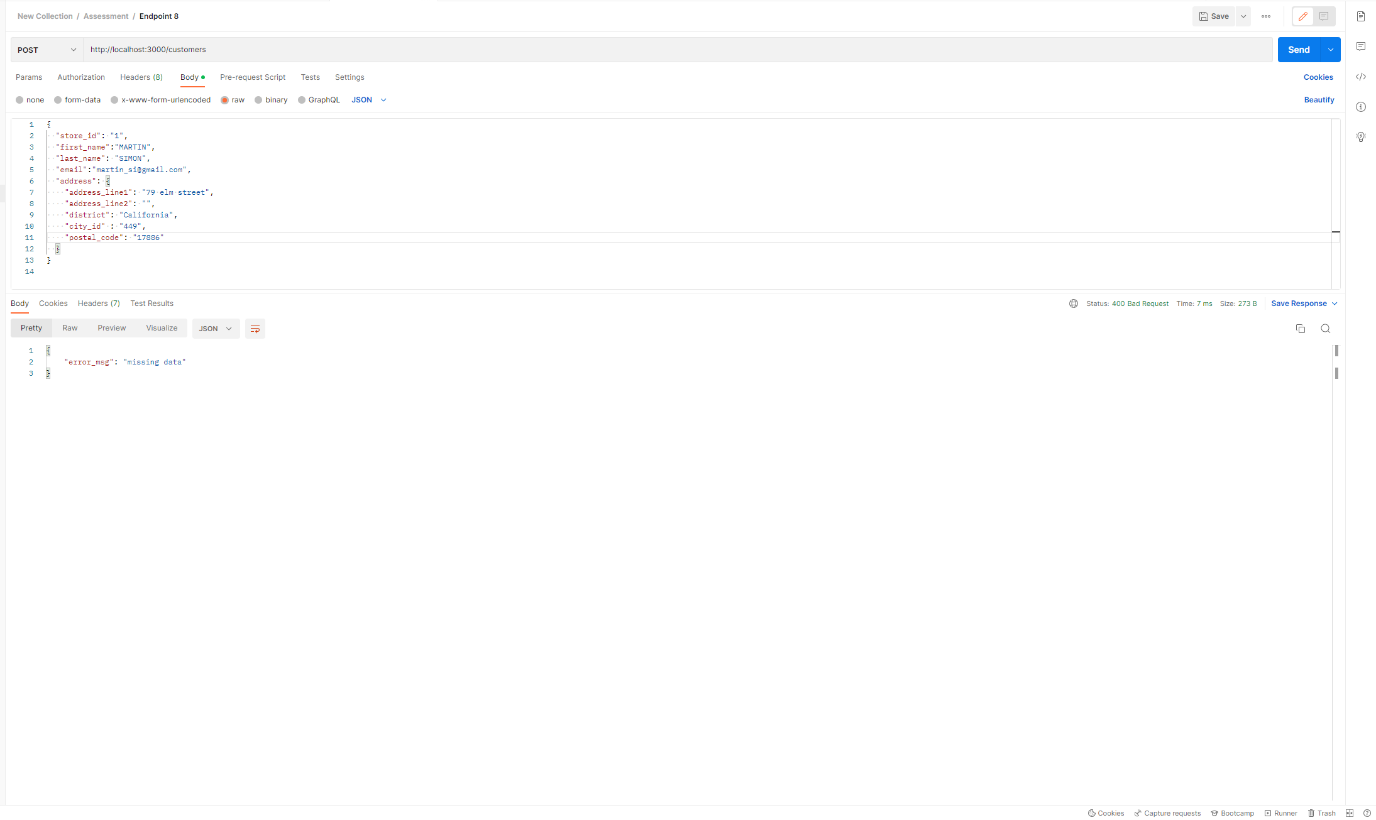 New Collection / Assessment / Endpoint 8
Save
POST
http://localhost:3000/customers
Send
Params Authorization Headers (8) Body Pre-request Script Tests Settings
Cookies
none form-data x-www-form-urlencoded raw binary GraphQL JSON
Beautify
1 {
2 "store_id": "1",
3 "first_name":"MARTIN",
4 "last_name": "SIMON",
5 "email":"martin_si@gmail.com",
6 "address": {
7 "address_line1": "79 elm street",
8 "address_line2": "",
9 "district": "California",
10 "city_id" : "449",
11 "postal_code": "17886"
12 }
13 }
14
Body Cookies Headers (7) Test Results
Status: 400 Bad Request Time: 7 ms Size: 273 B Save Response
Pretty Raw Preview Visualize JSON
1 {
2 "error_msg": "missing data"
3 }
Cookies Capture requests Bootcamp Runner Trash